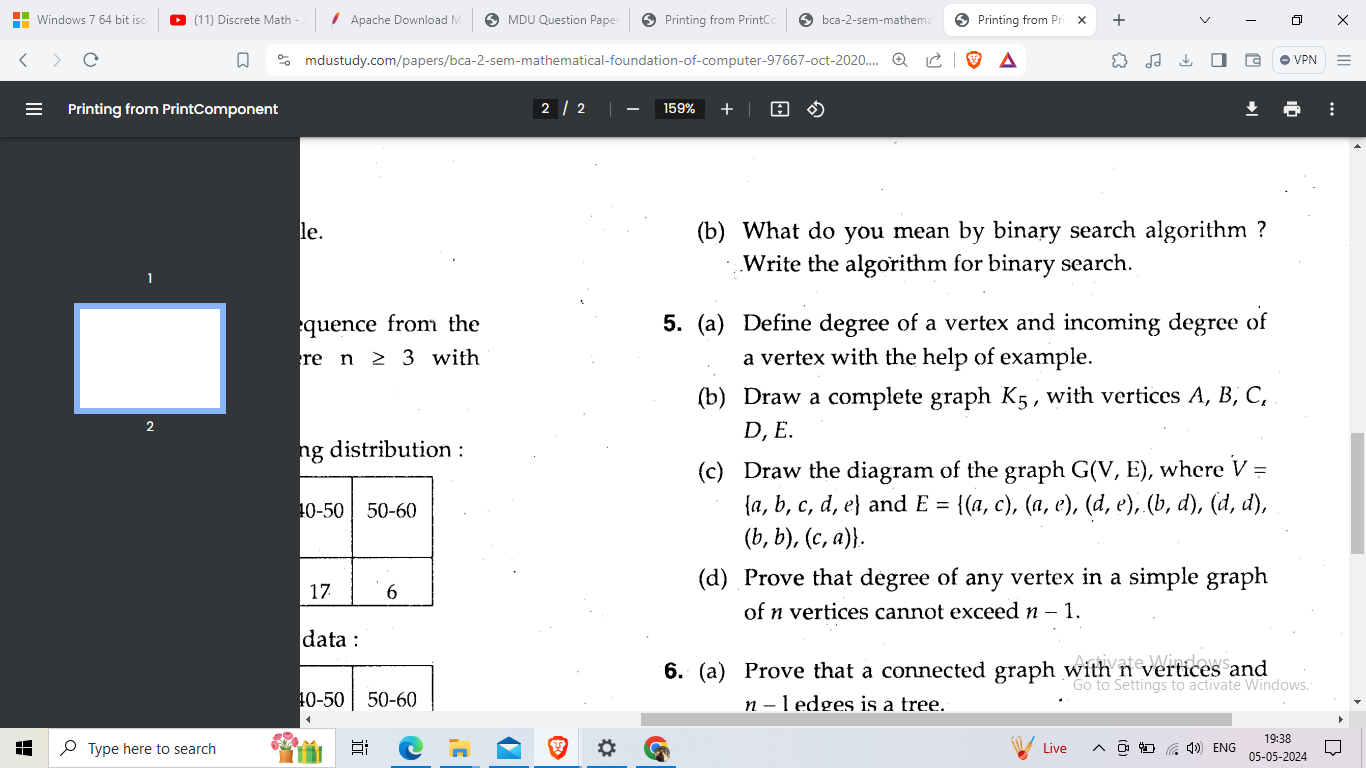 Windows 7 64 bit iso
(11) Discrete Math -
Apache Download M
MDU Question Pape
Printing from PrintCo
bca-2-sem-mathema
Printing from Pri
mdustudy.com/papers/bca-2-sem-mathematical-foundation-of-computer-97667-oct-2020....
VPN
Printing from PrintComponent
2 / 2
159%
1
2
le.
equence from the
ere n ≥ 3 with
ng distribution :
40-50 50-60
17 6
data :
40-50 50-60
(b) What do you mean by binary search algorithm ?
Write the algorithm for binary search.
5. (a) Define degree of a vertex and incoming degree of
a vertex with the help of example.
(b) Draw a complete graph K5, with vertices A, B, C,
D, E.
(c) Draw the diagram of the graph G(V, E), where V =
{a, b, c, d, e} and E = {(a, c), (a, e), (d, e), (b, d), (d, d),
(b, b), (c, a)}.
(d) Prove that degree of any vertex in a simple graph
of n vertices cannot exceed n – 1.
6. (a) Prove that a connected graph with n vertices and
n – 1 edges is a tree.
Activate Windows
Go to Settings to activate Windows.
Type here to search
Live
ENG
19:38
05-05-2024